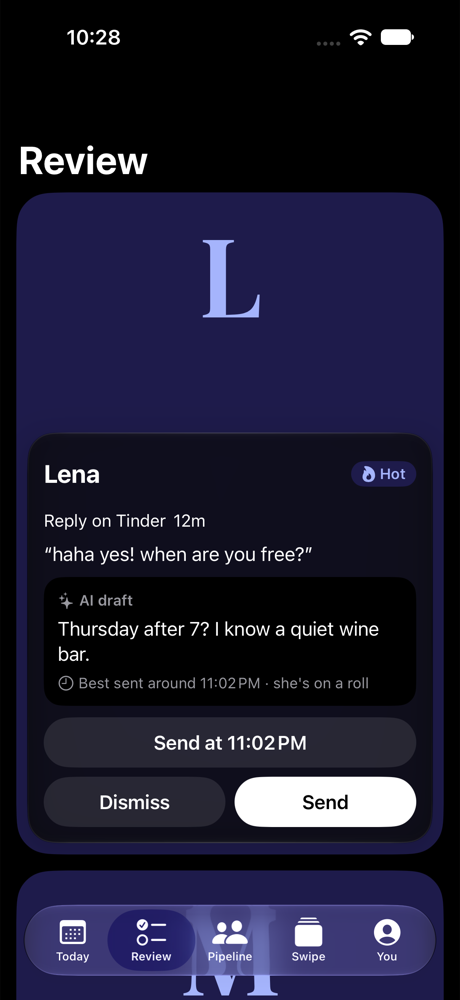 10:28
Review
L
Lena
Hot
Reply on Tinder 12m
“haha yes! when are you free?”
AI draft
Thursday after 7? I know a quiet wine
bar.
Best sent around 11:02 PM · she's on a roll
Send at 11:02 PM
Dismiss
Send
M
Today
Review
Pipeline
Swipe
You